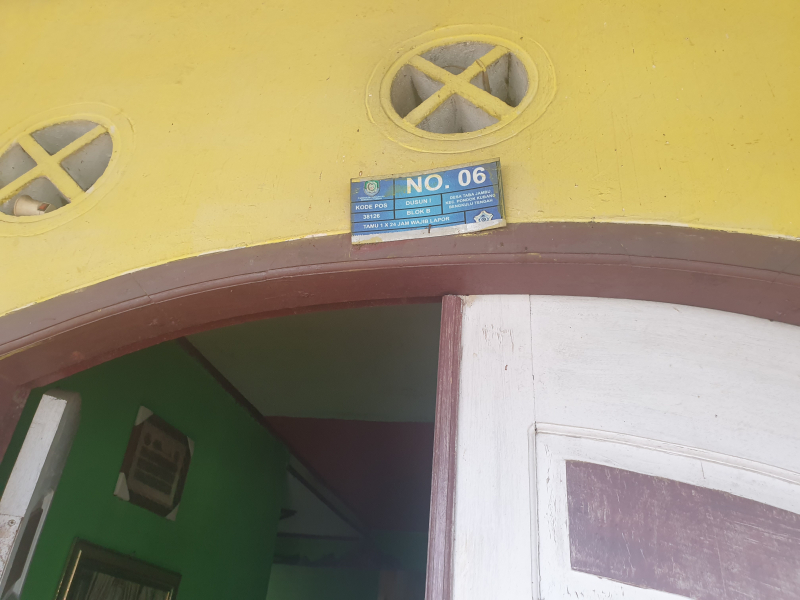 NO. 06
KODE POS
38126
DUSUN I
BLOK B
DESA TABA JAMBU
KEC. PONDOK KUBANG
BENGKULU TENGAH
TAMU 1 X 24 JAM WAJIB LAPOR